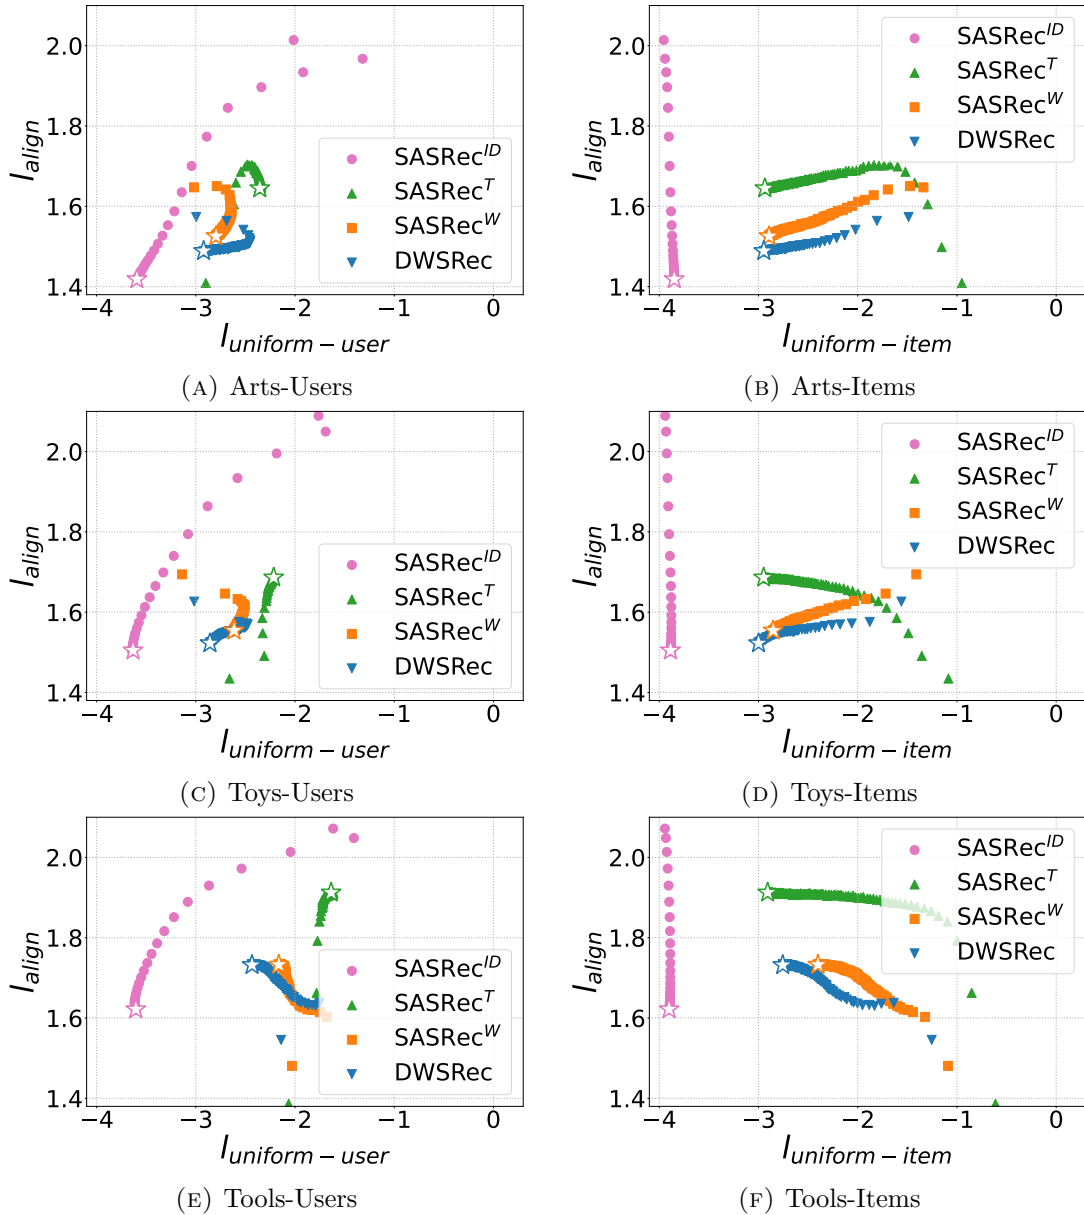 2.0
1.8
1.6
1.4
l_align
SASRec^ID
SASRec^T
SASRec^W
DWSRec
−4 −3 −2 −1 0
l_uniform−user
(A) Arts-Users
2.0
1.8
1.6
1.4
l_align
SASRec^ID
SASRec^T
SASRec^W
DWSRec
−4 −3 −2 −1 0
l_uniform−item
(B) Arts-Items
2.0
1.8
1.6
1.4
l_align
SASRec^ID
SASRec^T
SASRec^W
DWSRec
−4 −3 −2 −1 0
l_uniform−user
(C) Toys-Users
2.0
1.8
1.6
1.4
l_align
SASRec^ID
SASRec^T
SASRec^W
DWSRec
−4 −3 −2 −1 0
l_uniform−item
(D) Toys-Items
2.0
1.8
1.6
1.4
l_align
SASRec^ID
SASRec^T
SASRec^W
DWSRec
−4 −3 −2 −1 0
l_uniform−user
(E) Tools-Users
2.0
1.8
1.6
1.4
l_align
SASRec^ID
SASRec^T
SASRec^W
DWSRec
−4 −3 −2 −1 0
l_uniform−item
(F) Tools-Items